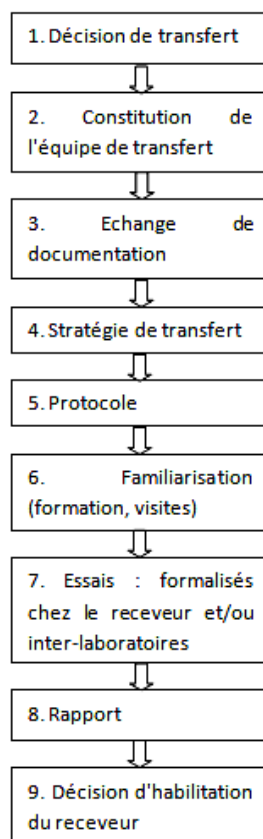 1. Décision de transfert
2. Constitution de
l'équipe de transfert
3. Echange de
documentation
4. Stratégie de transfert
5. Protocole
6. Familiarisation
(formation, visites)
7. Essais : formalisés
chez le receveur et/ou
inter-laboratoires
8. Rapport
9. Décision d'habilitation
du receveur